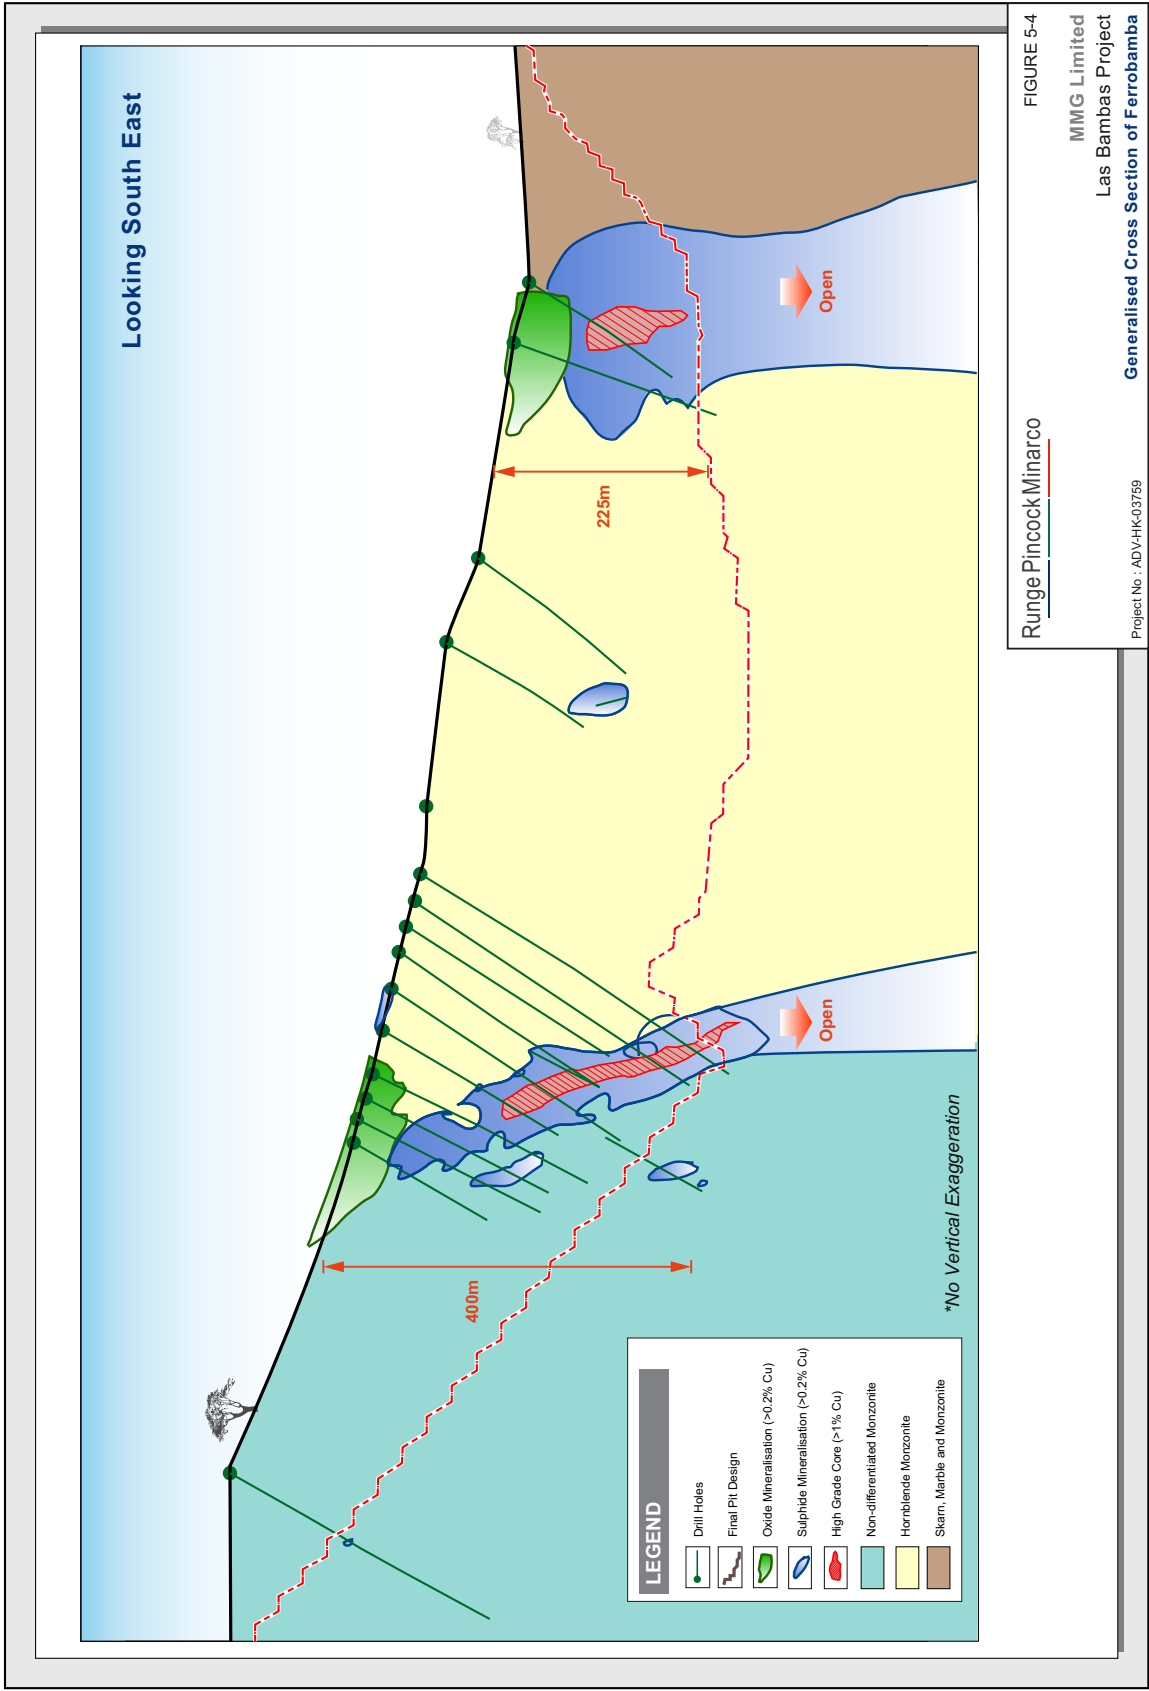 Looking South East
225m
400m
Open
Open
*No Vertical Exaggeration
LEGEND
Drill Holes
Final Pit Design
Oxide Mineralisation (>0.2% Cu)
Sulphide Mineralisation (>0.2% Cu)
High Grade Core (>1% Cu)
Non-differentiated Monzonite
Hornblende Monzonite
Skarn, Marble and Monzonite
RungePincockMinarco
Project No : ADV-HK-03759
FIGURE 5-4
MMG Limited
Las Bambas Project
Generalised Cross Section of Ferrobamba